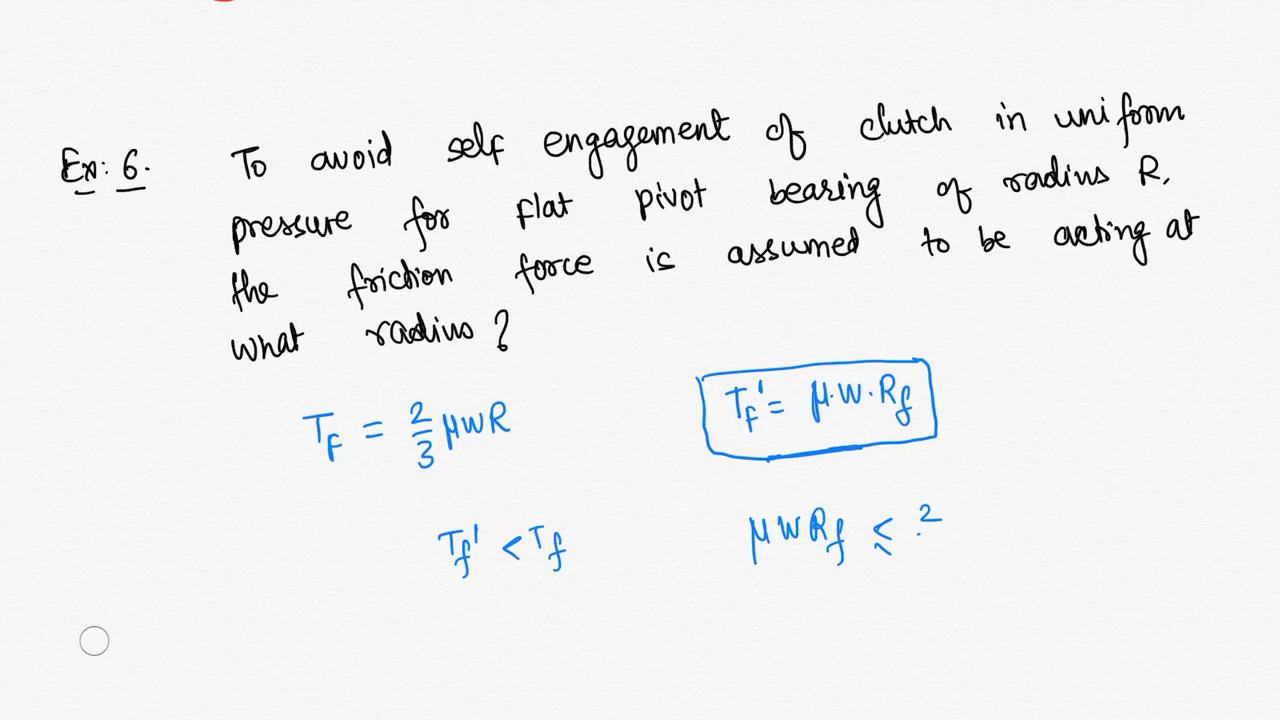 Ex: 6. To avoid self engagement of clutch in uniform
pressure for flat pivot bearing of radius R,
the friction force is assumed to be acting at
what radius?
T_f = 2/3 μWR
T_f' = μ.W.R_f
T_f' < T_f
μWR_f ≤ 2